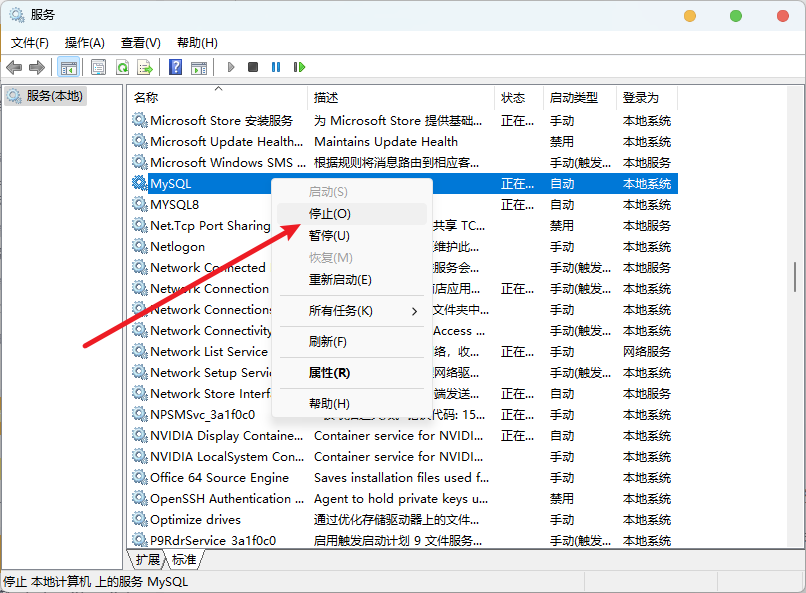 服务
文件(F) 操作(A) 查看(V) 帮助(H)
服务(本地)
名称 描述 状态 启动类型 登录为
Microsoft Store 安装服务 为 Microsoft Store 提供基础... 正在... 手动 本地系统
Microsoft Update Health... Maintains Update Health 禁用 本地系统
Microsoft Windows SMS ... 根据规则将消息路由到相应客... 手动(触发... 本地服务
MySQL 正在... 自动 本地系统
MYSQL8 正在... 自动 本地系统
Net.Tcp Port Sharing 共享 TC... 禁用 本地服务
Netlogon 维护此... 手动 本地系统
Network Connected 服务会... 手动(触发... 本地服务
Network Connection 店应用... 正在... 手动(触发... 本地系统
Network Connections 文件夹中... 手动 本地系统
Network Connectivity Access ... 手动(触发... 本地系统
Network List Service 络，收... 正在... 手动 网络服务
Network Setup Servi 网络驱... 手动(触发... 本地系统
Network Store Interf 端发送... 正在... 自动 本地服务
NPSMSvc_3a1f0c0 代码: 15... 正在... 手动 本地系统
NVIDIA Display Containe... Container service for NVIDI... 正在... 自动 本地系统
NVIDIA LocalSystem Con... Container service for NVIDI... 手动 本地系统
Office 64 Source Engine Saves installation files used f... 手动 本地系统
OpenSSH Authentication ... Agent to hold private keys u... 禁用 本地系统
Optimize drives 通过优化存储驱动器上的文件... 手动 本地系统
P9RdrService_3a1f0c0 启用触发启动计划 9 文件服务... 手动(触发... 本地系统
启动(S)
停止(O)
暂停(U)
恢复(M)
重新启动(E)
所有任务(K)
刷新(F)
属性(R)
帮助(H)
扩展 标准
停止 本地计算机 上的服务 MySQL